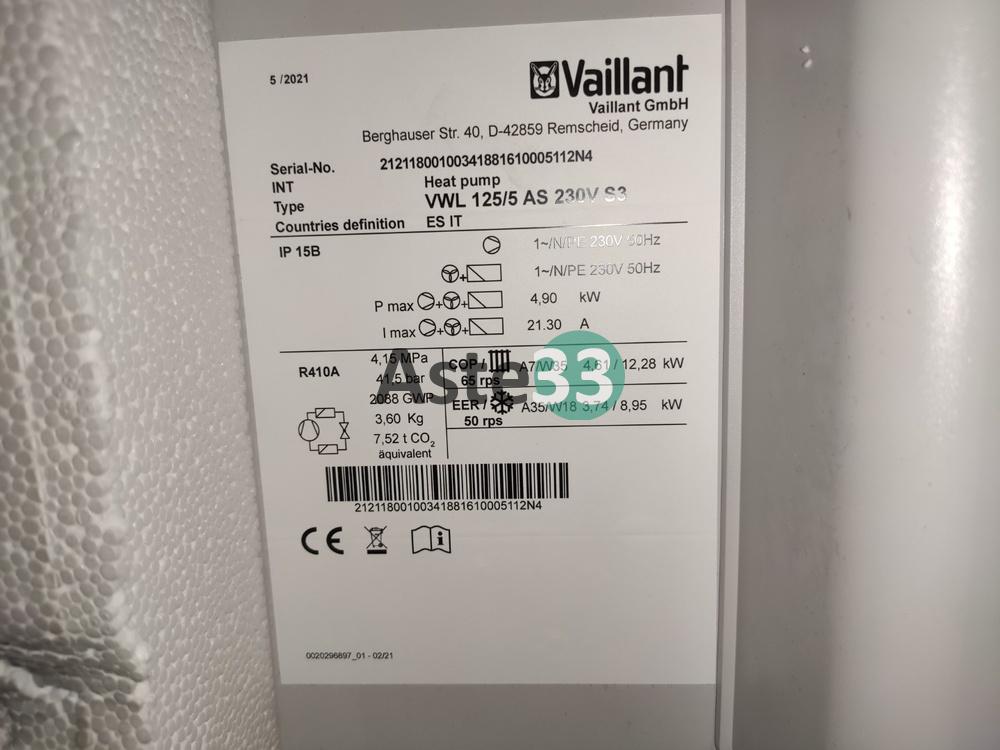 5 /2021
Vaillant
Vaillant GmbH
Berghauser Str. 40, D-42859 Remscheid, Germany
Serial-No. 21211800100341881610005112N4
INT Heat pump
Type VWL 125/5 AS 230V S3
Countries definition ES IT
IP 15B 1~/N/PE 230V 50Hz
1~/N/PE 230V 50Hz
P max + + 4,90 kW
I max + + 21.30 A
R410A
4,15 MPa
41,5 bar
2088 GWP
3,60 Kg
7,52 t CO2
äquivalent
COP / A7/W35 4,61 / 12,28 kW
65 rps
EER / A35/W18 3,74 / 8,95 kW
50 rps
Aste33
21211800100341881610005112N4
CE
0020296897_01 - 02/21